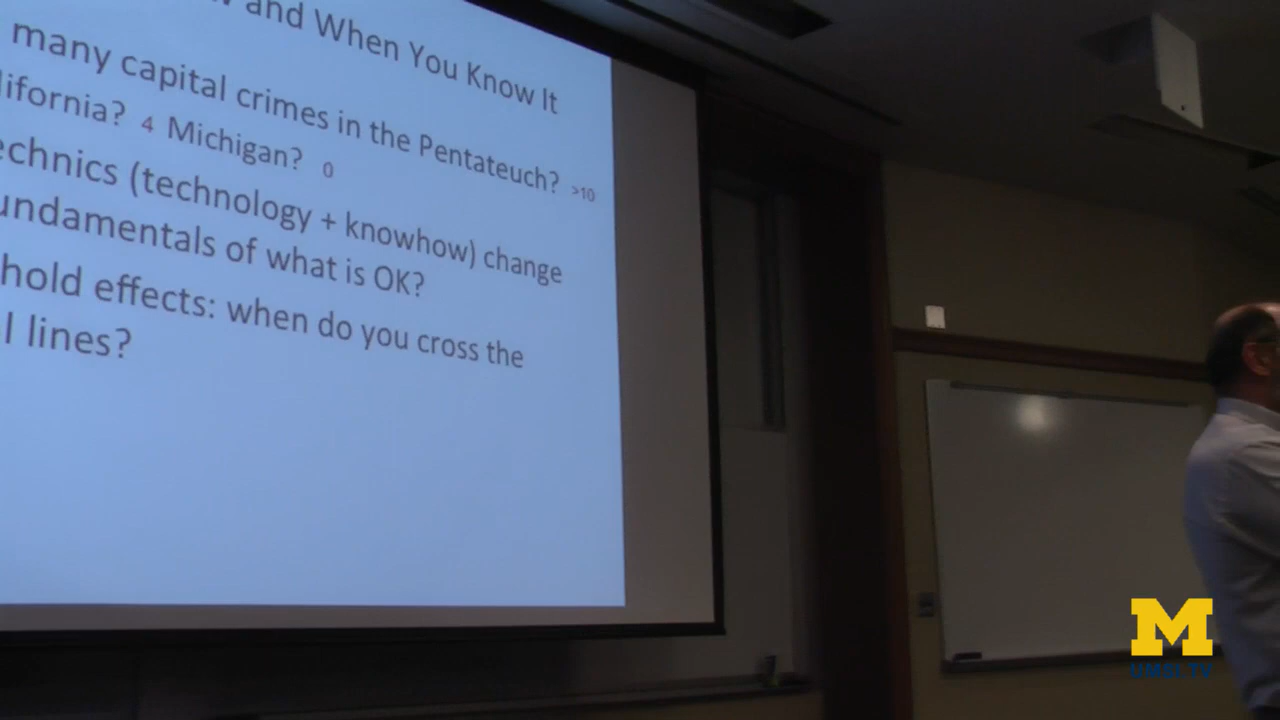 and When You Know It
many capital crimes in the Pentateuch? >10
lifornia? 4 Michigan? 0
echnics (technology + knowhow) change
undamentals of what is OK?
hold effects: when do you cross the
l lines?
M
UMSI.TV